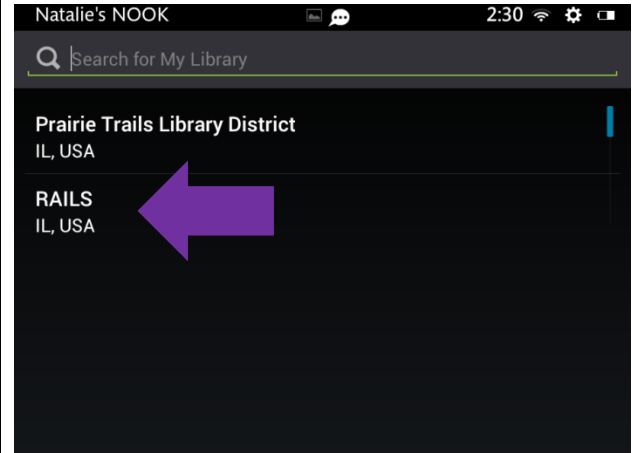 Natalie's NOOK 2:30
Search for My Library
Prairie Trails Library District
IL, USA
RAILS
IL, USA